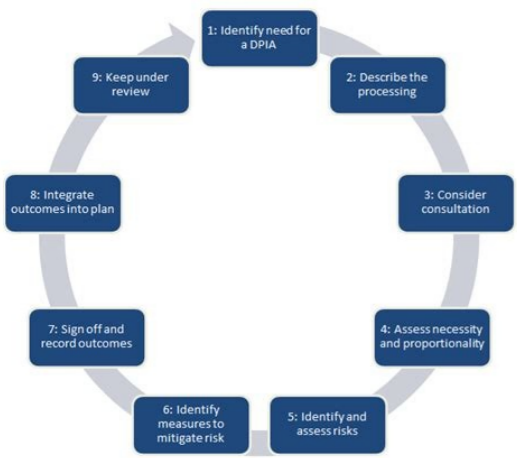 1: Identify need for
a DPIA
2: Describe the
processing
3: Consider
consultation
4: Assess necessity
and proportionality
5: Identify and
assess risks
6: Identify
measures to
mitigate risk
7: Sign off and
record outcomes
8: Integrate
outcomes into plan
9: Keep under
review